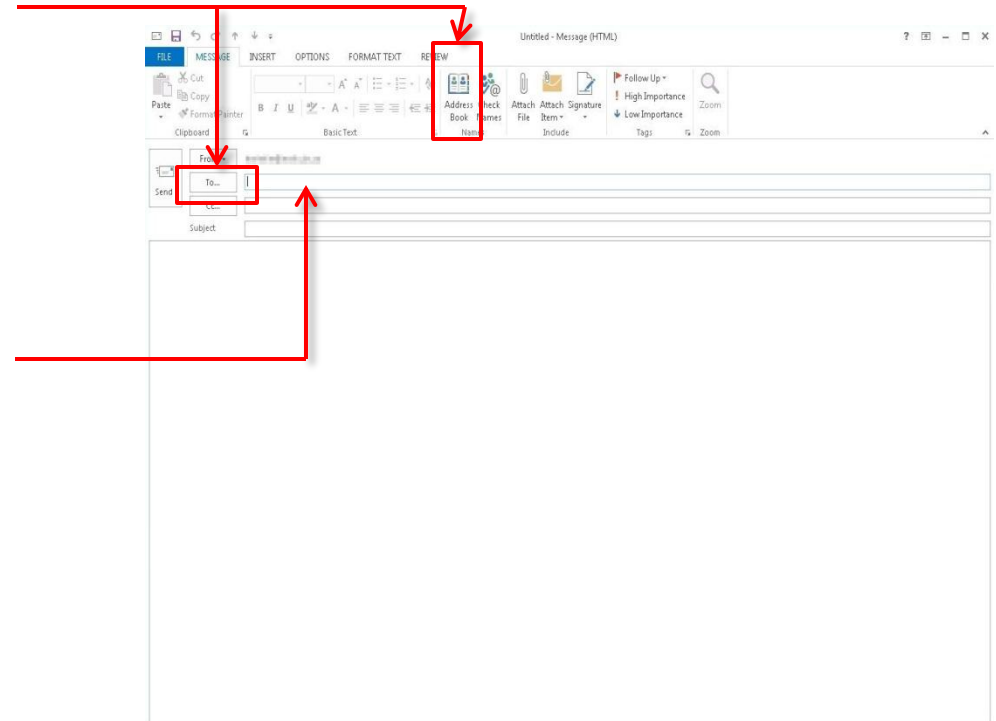 Untitled - Message (HTML)
FILE MESSAGE INSERT OPTIONS FORMAT TEXT REVIEW
Cut
Copy
Format Painter
Paste
Clipboard
B I U
Basic Text
Address Book
Check Names
Names
Attach File
Attach Item
Signature
Include
Follow Up
High Importance
Low Importance
Tags
Zoom
Zoom
From
Send
To...
Cc...
Subject